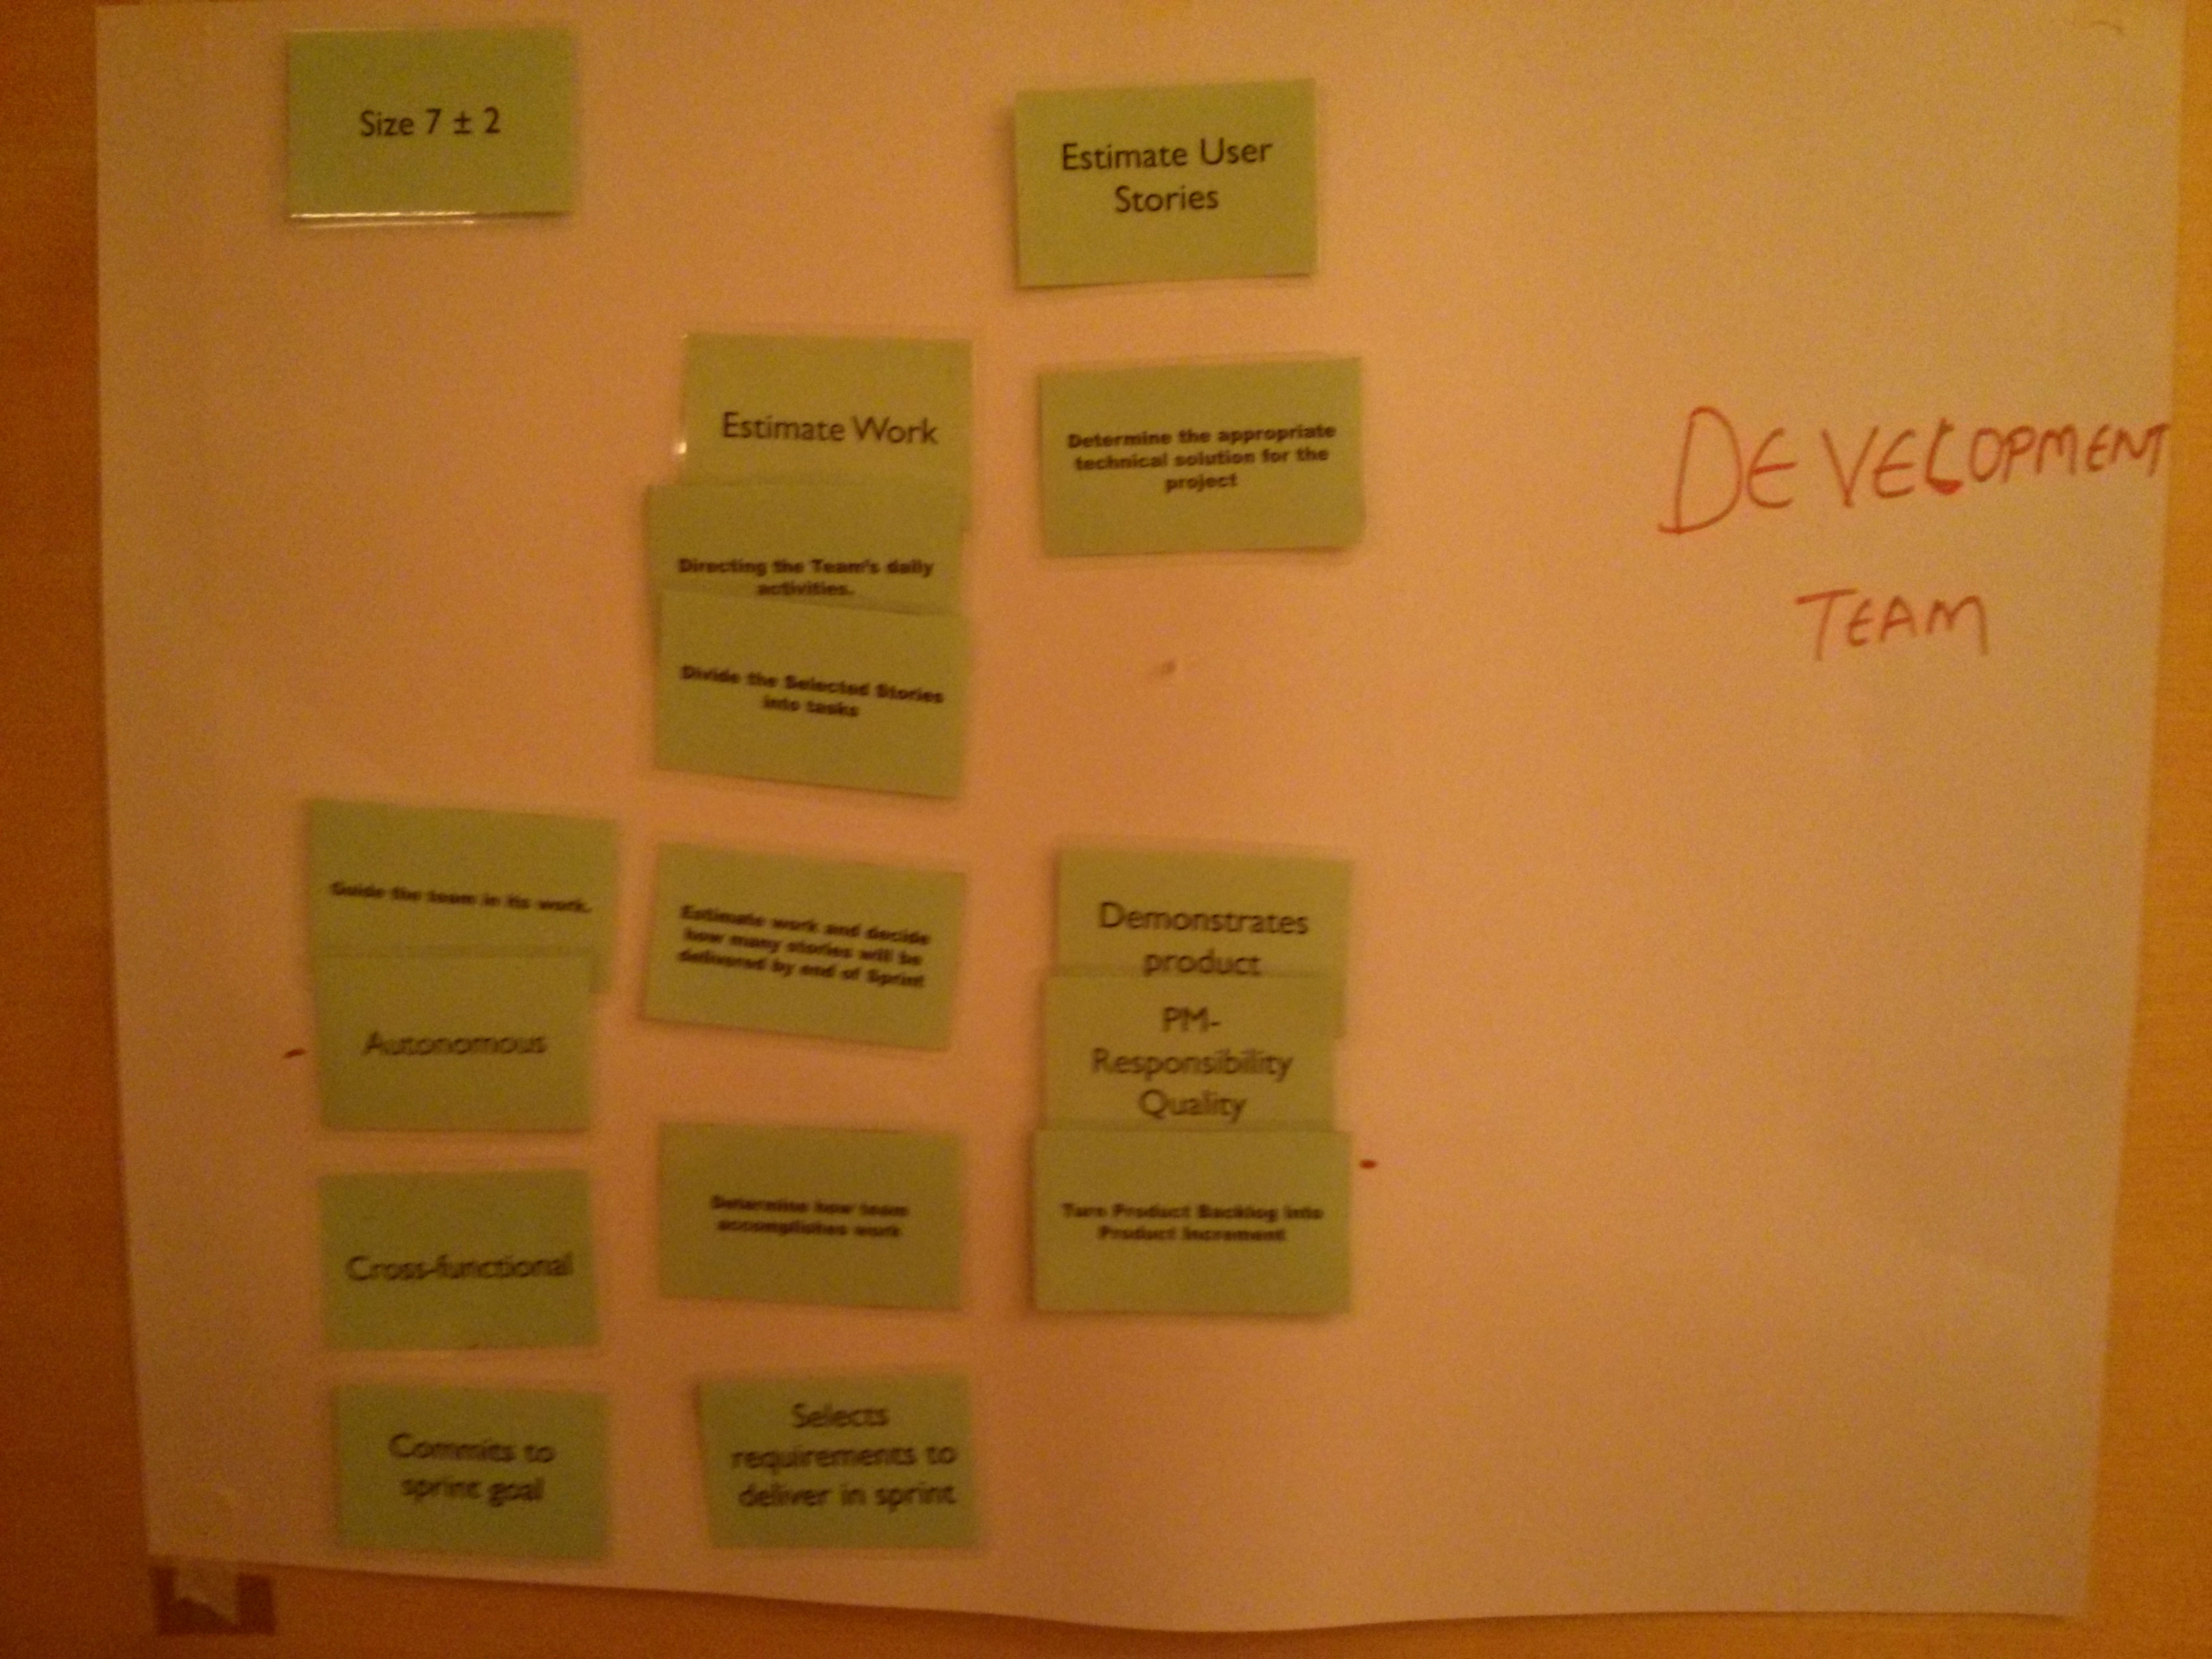 Size 7 ± 2
Estimate User
Stories
Estimate Work
Determine the appropriate
technical solution for the
project
Directing the Team's daily
activities.
Divide the Selected Stories
into tasks
DEVELOPMENT
TEAM
Guide the team in its work.
Autonomous
Cross-functional
Commits to
sprint goal
Estimate work and decide
how many stories will be
delivered by end of Sprint
Determine how team
accomplishes work
Selects
requirements to
deliver in sprint
Demonstrates
product
PM-
Responsibility
Quality
Turn Product Backlog into
Product Increment